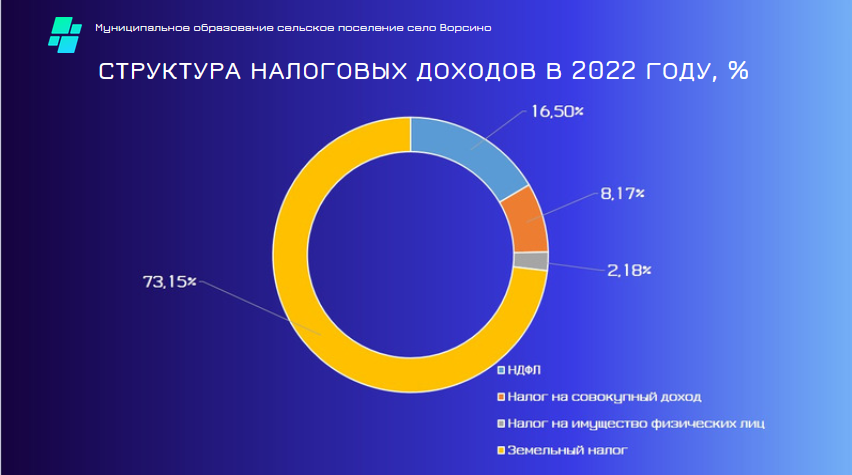 Муниципальное образование сельское поселение село Ворсино
СТРУКТУРА НАЛОГОВЫХ ДОХОДОВ В 2022 ГОДУ, %
16,50%
8,17%
2,18%
73,15%
НДФЛ
Налог на совокупный доход
Налог на имущество физических лиц
Земельный налог